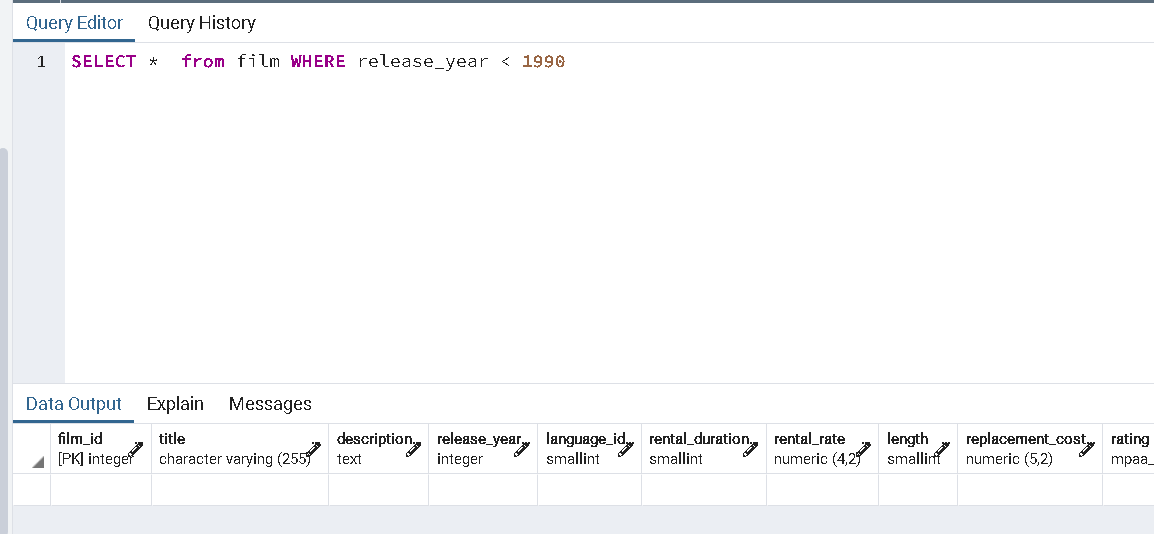 Query Editor Query History
1 SELECT * from film WHERE release_year < 1990
Data Output Explain Messages
film_id title description release_year language_id rental_duration rental_rate length replacement_cost rating
[PK] integer character varying (255) text integer smallint smallint numeric (4,2) smallint numeric (5,2) mpaa_